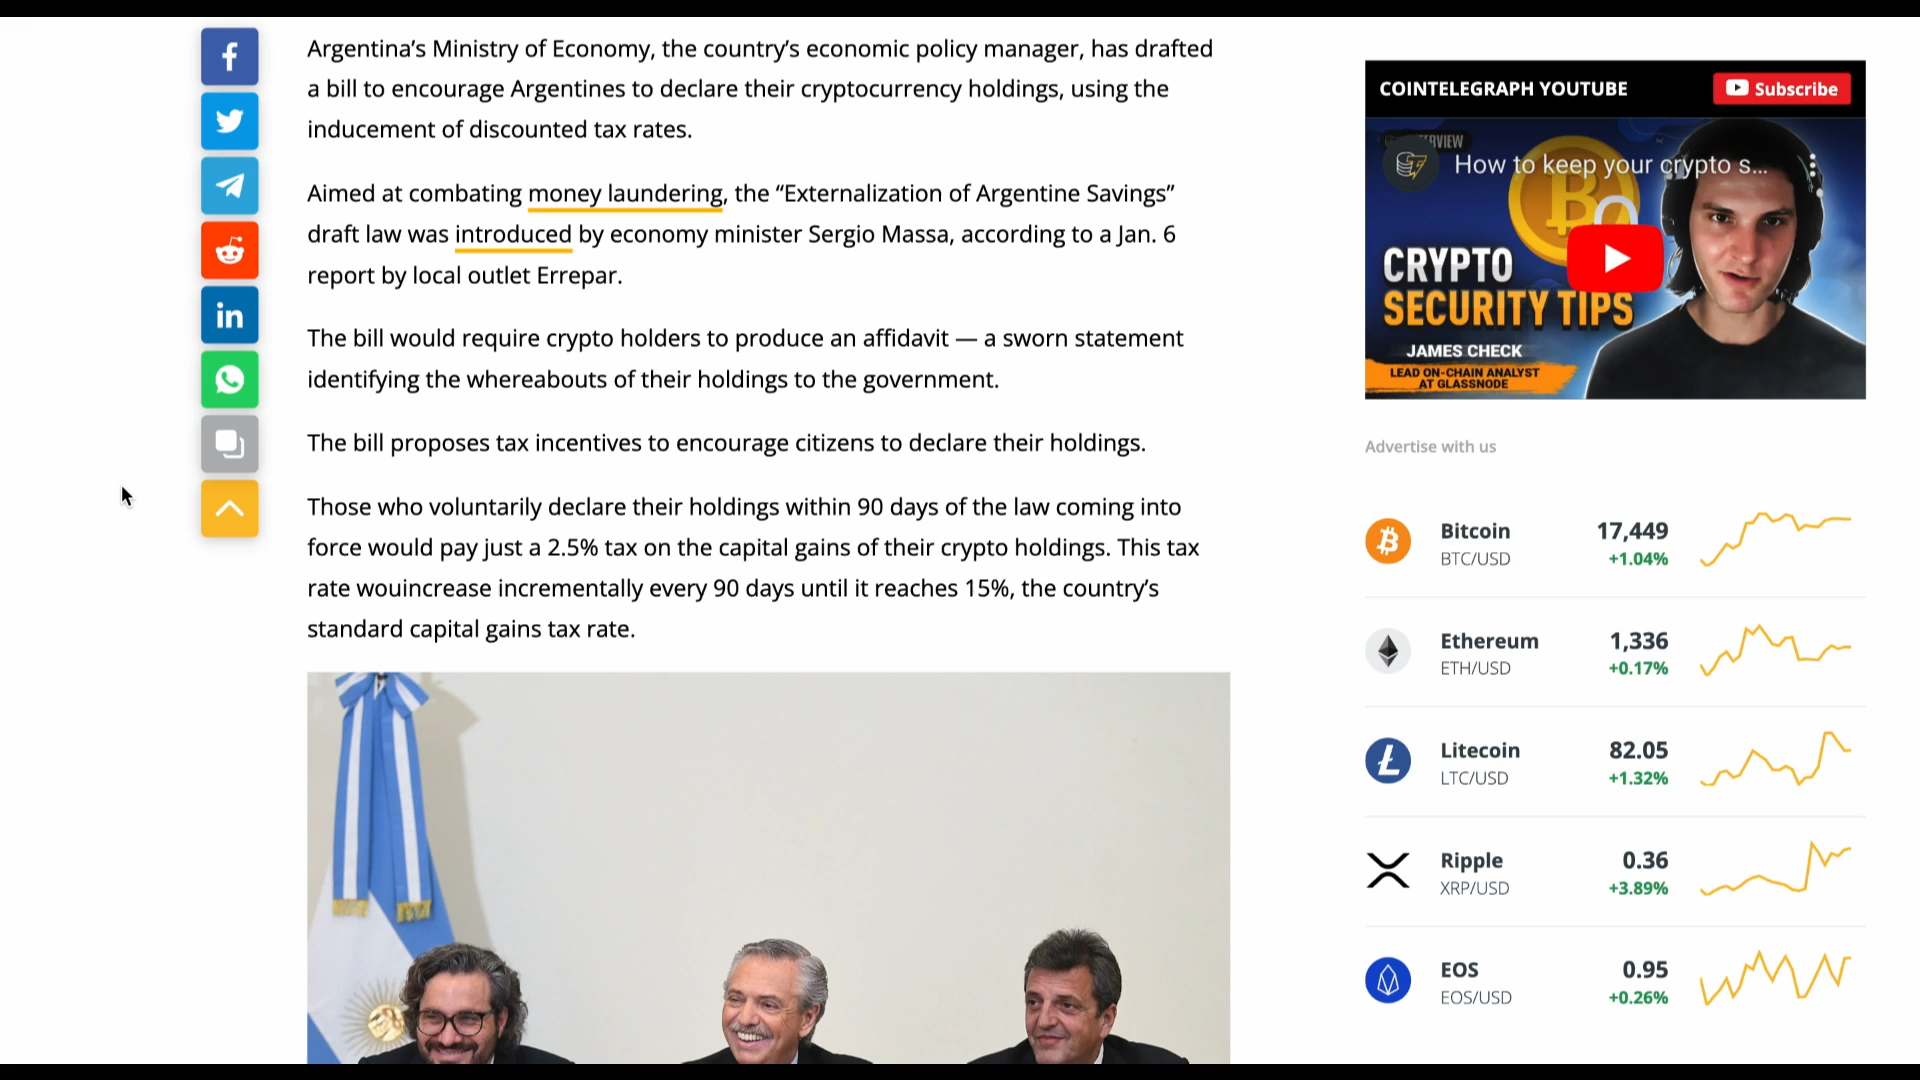 Argentina’s Ministry of Economy, the country’s economic policy manager, has drafted
a bill to encourage Argentines to declare their cryptocurrency holdings, using the
inducement of discounted tax rates.
Aimed at combating money laundering, the “Externalization of Argentine Savings”
draft law was introduced by economy minister Sergio Massa, according to a Jan. 6
report by local outlet Errepar.
The bill would require crypto holders to produce an affidavit — a sworn statement
identifying the whereabouts of their holdings to the government.
The bill proposes tax incentives to encourage citizens to declare their holdings.
Those who voluntarily declare their holdings within 90 days of the law coming into
force would pay just a 2.5% tax on the capital gains of their crypto holdings. This tax
rate wouincrease incrementally every 90 days until it reaches 15%, the country’s
standard capital gains tax rate.
COINTELEGRAPH YOUTUBE
Subscribe
How to keep your crypto s...
CRYPTO
SECURITY TIPS
JAMES CHECK
LEAD ON-CHAIN ANALYST
AT GLASSNODE
Advertise with us
Bitcoin 17,449
BTC/USD +1.04%
Ethereum 1,336
ETH/USD +0.17%
Litecoin 82.05
LTC/USD +1.32%
Ripple 0.36
XRP/USD +3.89%
EOS 0.95
EOS/USD +0.26%